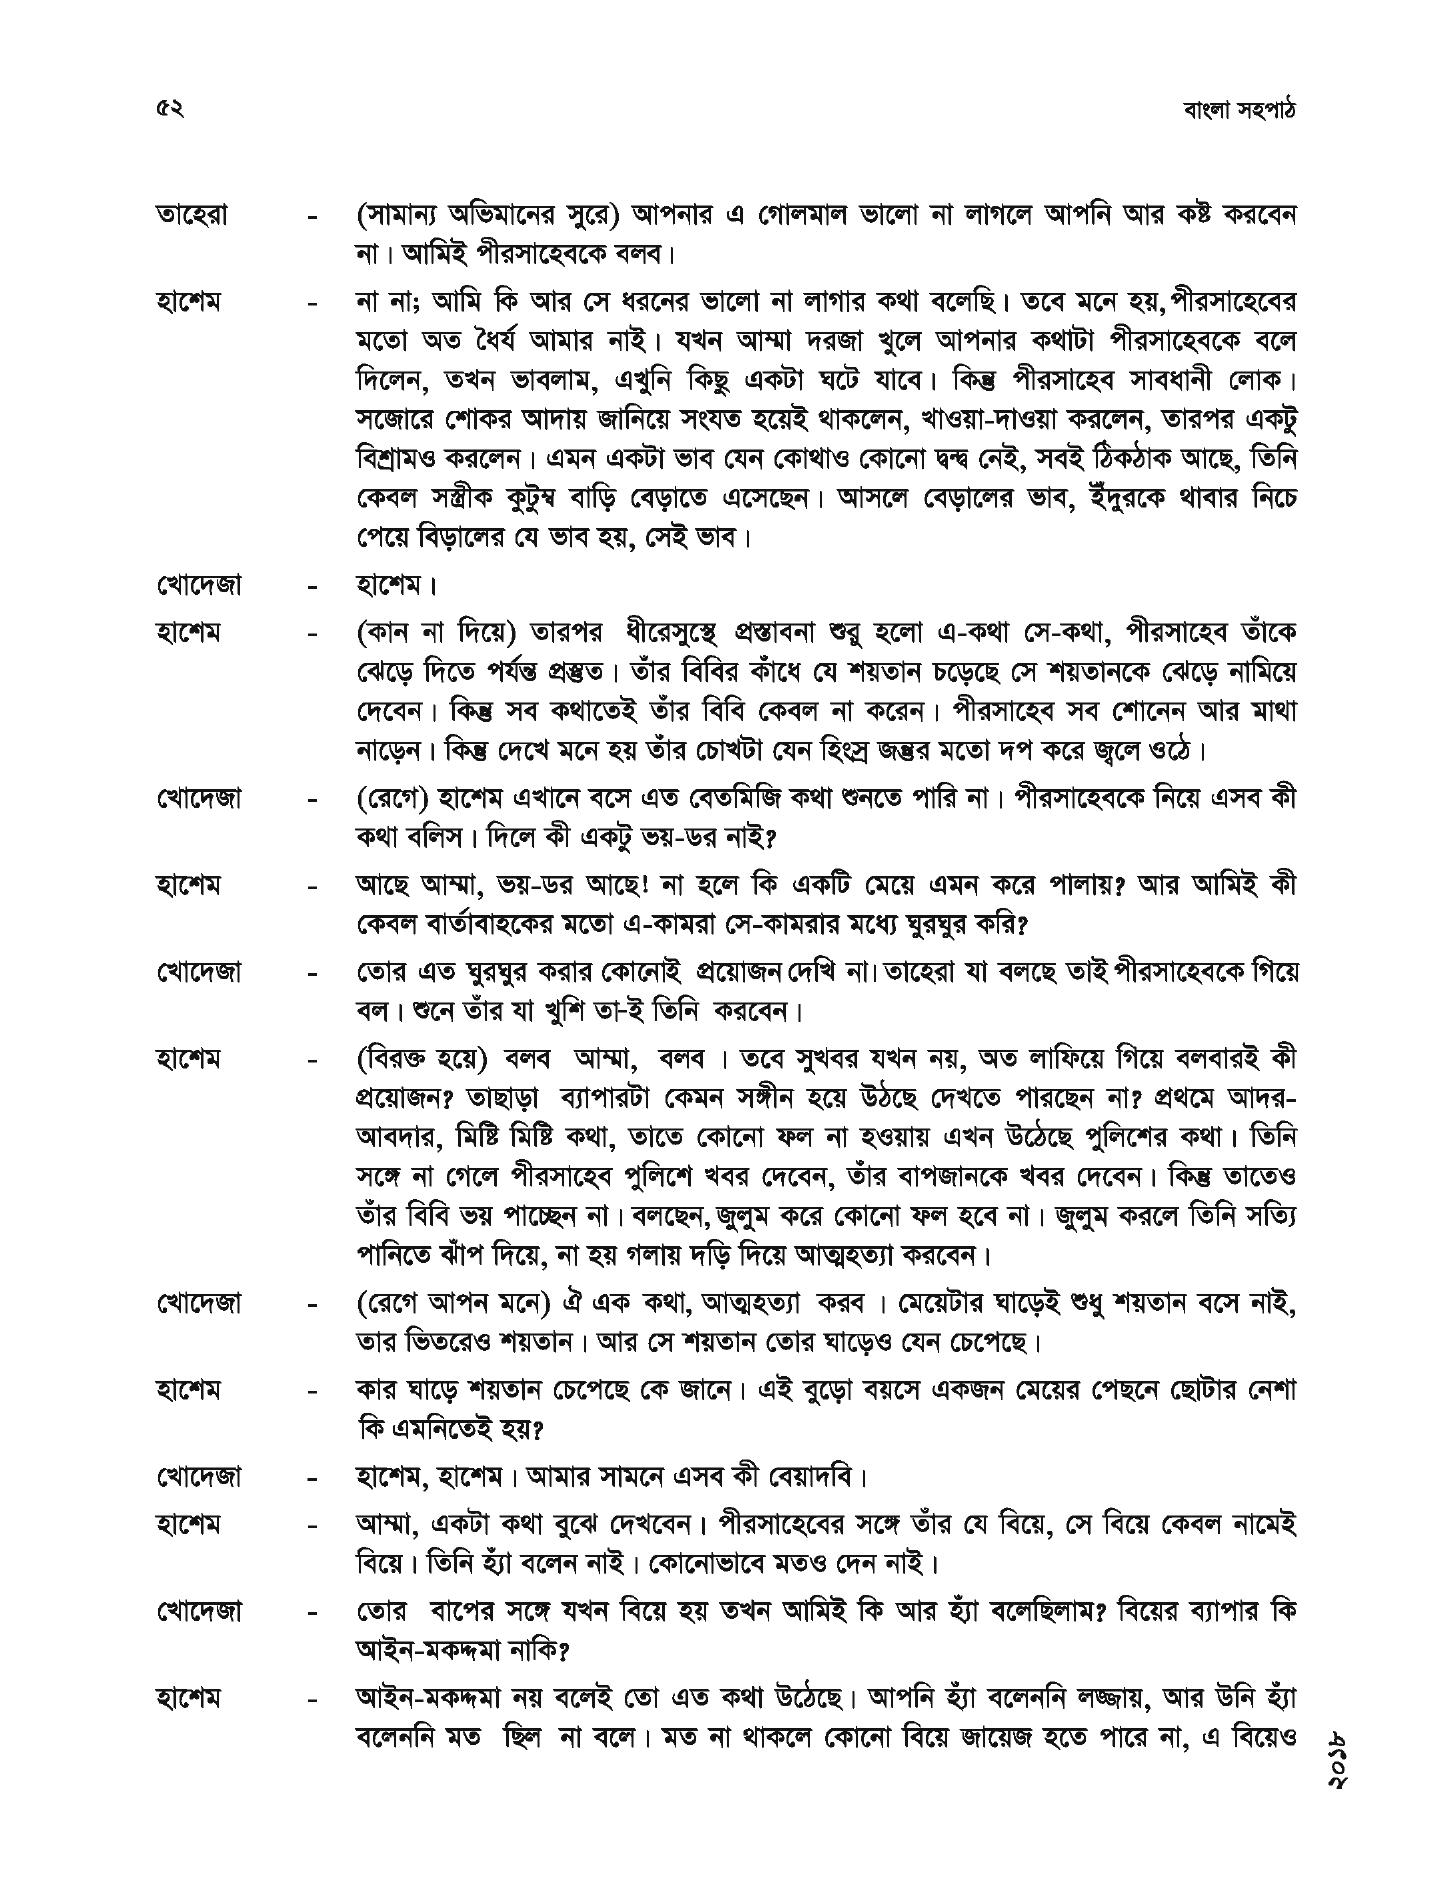 ৫২ বাংলা সহপাঠ
তাহেরা - (সামান্য অভিমানের সুরে) আপনার এ গোলমাল ভালো না লাগলে আপনি আর কষ্ট করবেন
না। আমিই পীরসাহেবকে বলব।
হাশেম - না না; আমি কি আর সে ধরনের ভালো না লাগার কথা বলেছি। তবে মনে হয়, পীরসাহেবের
মতো অত ধৈর্য আমার নাই। যখন আম্মা দরজা খুলে আপনার কথাটা পীরসাহেবকে বলে
দিলেন, তখন ভাবলাম, এখুনি কিছু একটা ঘটে যাবে। কিন্তু পীরসাহেব সাবধানী লোক।
সজোরে শোকর আদায় জানিয়ে সংযত হয়েই থাকলেন, খাওয়া-দাওয়া করলেন, তারপর একটু
বিশ্রামও করলেন। এমন একটা ভাব যেন কোথাও কোনো দ্বন্দ্ব নেই, সবই ঠিকঠাক আছে, তিনি
কেবল সস্ত্রীক কুটুম্ব বাড়ি বেড়াতে এসেছেন। আসলে বেড়ালের ভাব, ইঁদুরকে থাবার নিচে
পেয়ে বিড়ালের যে ভাব হয়, সেই ভাব।
খোদেজা - হাশেম।
হাশেম - (কান না দিয়ে) তারপর ধীরেসুস্থে প্রস্তাবনা শুরু হলো এ-কথা সে-কথা, পীরসাহেব তাঁকে
ঝেড়ে দিতে পর্যন্ত প্রস্তুত। তাঁর বিবির কাঁধে যে শয়তান চড়েছে সে শয়তানকে ঝেড়ে নামিয়ে
দেবেন। কিন্তু সব কথাতেই তাঁর বিবি কেবল না করেন। পীরসাহেব সব শোনেন আর মাথা
নাড়েন। কিন্তু দেখে মনে হয় তাঁর চোখটা যেন হিংস্র জন্তুর মতো দপ করে জ্বলে ওঠে।
খোদেজা - (রেগে) হাশেম এখানে বসে এত বেতমিজি কথা শুনতে পারি না। পীরসাহেবকে নিয়ে এসব কী
কথা বলিস। দিলে কী একটু ভয়-ডর নাই?
হাশেম - আছে আম্মা, ভয়-ডর আছে! না হলে কি একটি মেয়ে এমন করে পালায়? আর আমিই কী
কেবল বার্তাবাহকের মতো এ-কামরা সে-কামরার মধ্যে ঘুরঘুর করি?
খোদেজা - তোর এত ঘুরঘুর করার কোনোই প্রয়োজন দেখি না। তাহেরা যা বলছে তাই পীরসাহেবকে গিয়ে
বল। শুনে তাঁর যা খুশি তা-ই তিনি করবেন।
হাশেম - (বিরক্ত হয়ে) বলব আম্মা, বলব । তবে সুখবর যখন নয়, অত লাফিয়ে গিয়ে বলবারই কী
প্রয়োজন? তাছাড়া ব্যাপারটা কেমন সঙ্গীন হয়ে উঠছে দেখতে পারছেন না? প্রথমে আদর-
আবদার, মিষ্টি মিষ্টি কথা, তাতে কোনো ফল না হওয়ায় এখন উঠেছে পুলিশের কথা। তিনি
সঙ্গে না গেলে পীরসাহেব পুলিশে খবর দেবেন, তাঁর বাপজানকে খবর দেবেন। কিন্তু তাতেও
তাঁর বিবি ভয় পাচ্ছেন না। বলছেন, জুলুম করে কোনো ফল হবে না। জুলুম করলে তিনি সত্যি
পানিতে ঝাঁপ দিয়ে, না হয় গলায় দড়ি দিয়ে আত্মহত্যা করবেন।
খোদেজা - (রেগে আপন মনে) ঐ এক কথা, আত্মহত্যা করব । মেয়েটার ঘাড়েই শুধু শয়তান বসে নাই,
তার ভিতরেও শয়তান। আর সে শয়তান তোর ঘাড়েও যেন চেপেছে।
হাশেম - কার ঘাড়ে শয়তান চেপেছে কে জানে। এই বুড়ো বয়সে একজন মেয়ের পেছনে ছোটার নেশা
কি এমনিতেই হয়?
খোদেজা - হাশেম, হাশেম। আমার সামনে এসব কী বেয়াদবি।
হাশেম - আম্মা, একটা কথা বুঝে দেখবেন। পীরসাহেবের সঙ্গে তাঁর যে বিয়ে, সে বিয়ে কেবল নামেই
বিয়ে। তিনি হ্যাঁ বলেন নাই। কোনোভাবে মতও দেন নাই।
খোদেজা - তোর বাপের সঙ্গে যখন বিয়ে হয় তখন আমিই কি আর হ্যাঁ বলেছিলাম? বিয়ের ব্যাপার কি
আইন-মকদ্দমা নাকি?
হাশেম - আইন-মকদ্দমা নয় বলেই তো এত কথা উঠেছে। আপনি হ্যাঁ বলেননি লজ্জায়, আর উনি হ্যাঁ
বলেননি মত ছিল না বলে। মত না থাকলে কোনো বিয়ে জায়েজ হতে পারে না, এ বিয়েও
২০১৮